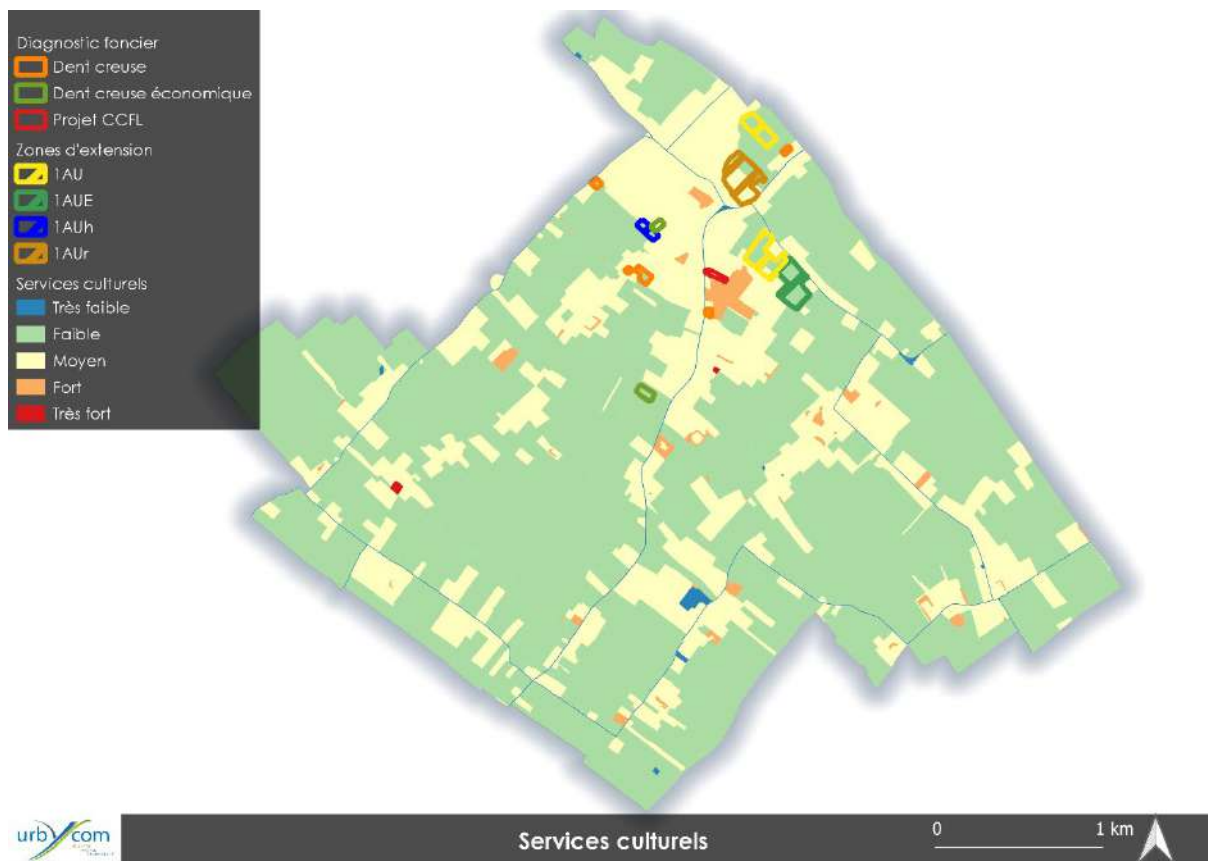 Diagnostic foncier
Dent creuse
Dent creuse économique
Projet CCFL
Zones d'extension
1AU
1AUE
1AUh
1AUr
Services culturels
Très faible
Faible
Moyen
Fort
Très fort
urbycom
Services culturels
0 1 km